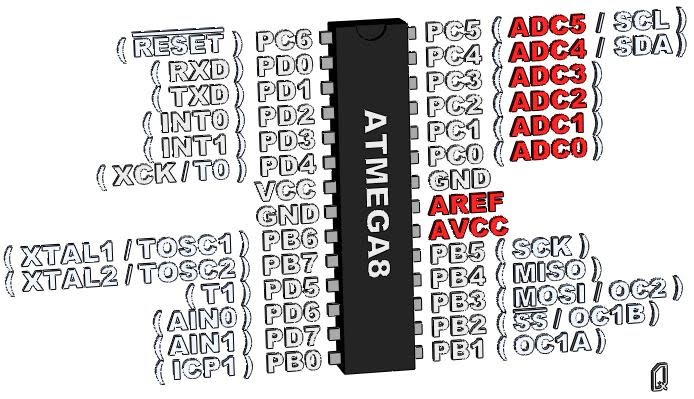 (RESET) PC6
(RXD) PD0
(TXD) PD1
(INT0) PD2
(INT1) PD3
(XCK / T0) PD4
VCC
GND
(XTAL1 / TOSC1) PB6
(XTAL2 / TOSC2) PB7
(T1) PD5
(AIN0) PD6
(AIN1) PD7
(ICP1) PB0
ATMEGA8
PC5 (ADC5 / SCL)
PC4 (ADC4 / SDA)
PC3 (ADC3)
PC2 (ADC2)
PC1 (ADC1)
PC0 (ADC0)
GND
AREF
AVCC
PB5 (SCK)
PB4 (MISO)
PB3 (MOSI / OC2)
PB2 (SS / OC1B)
PB1 (OC1A)